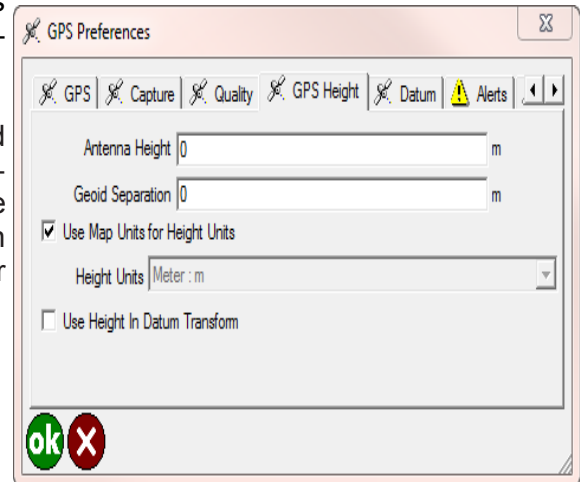 GPS Preferences
GPS Capture Quality GPS Height Datum Alerts
Antenna Height 0 m
Geoid Separation 0 m
Use Map Units for Height Units
Height Units Meter : m
Use Height In Datum Transform
ok